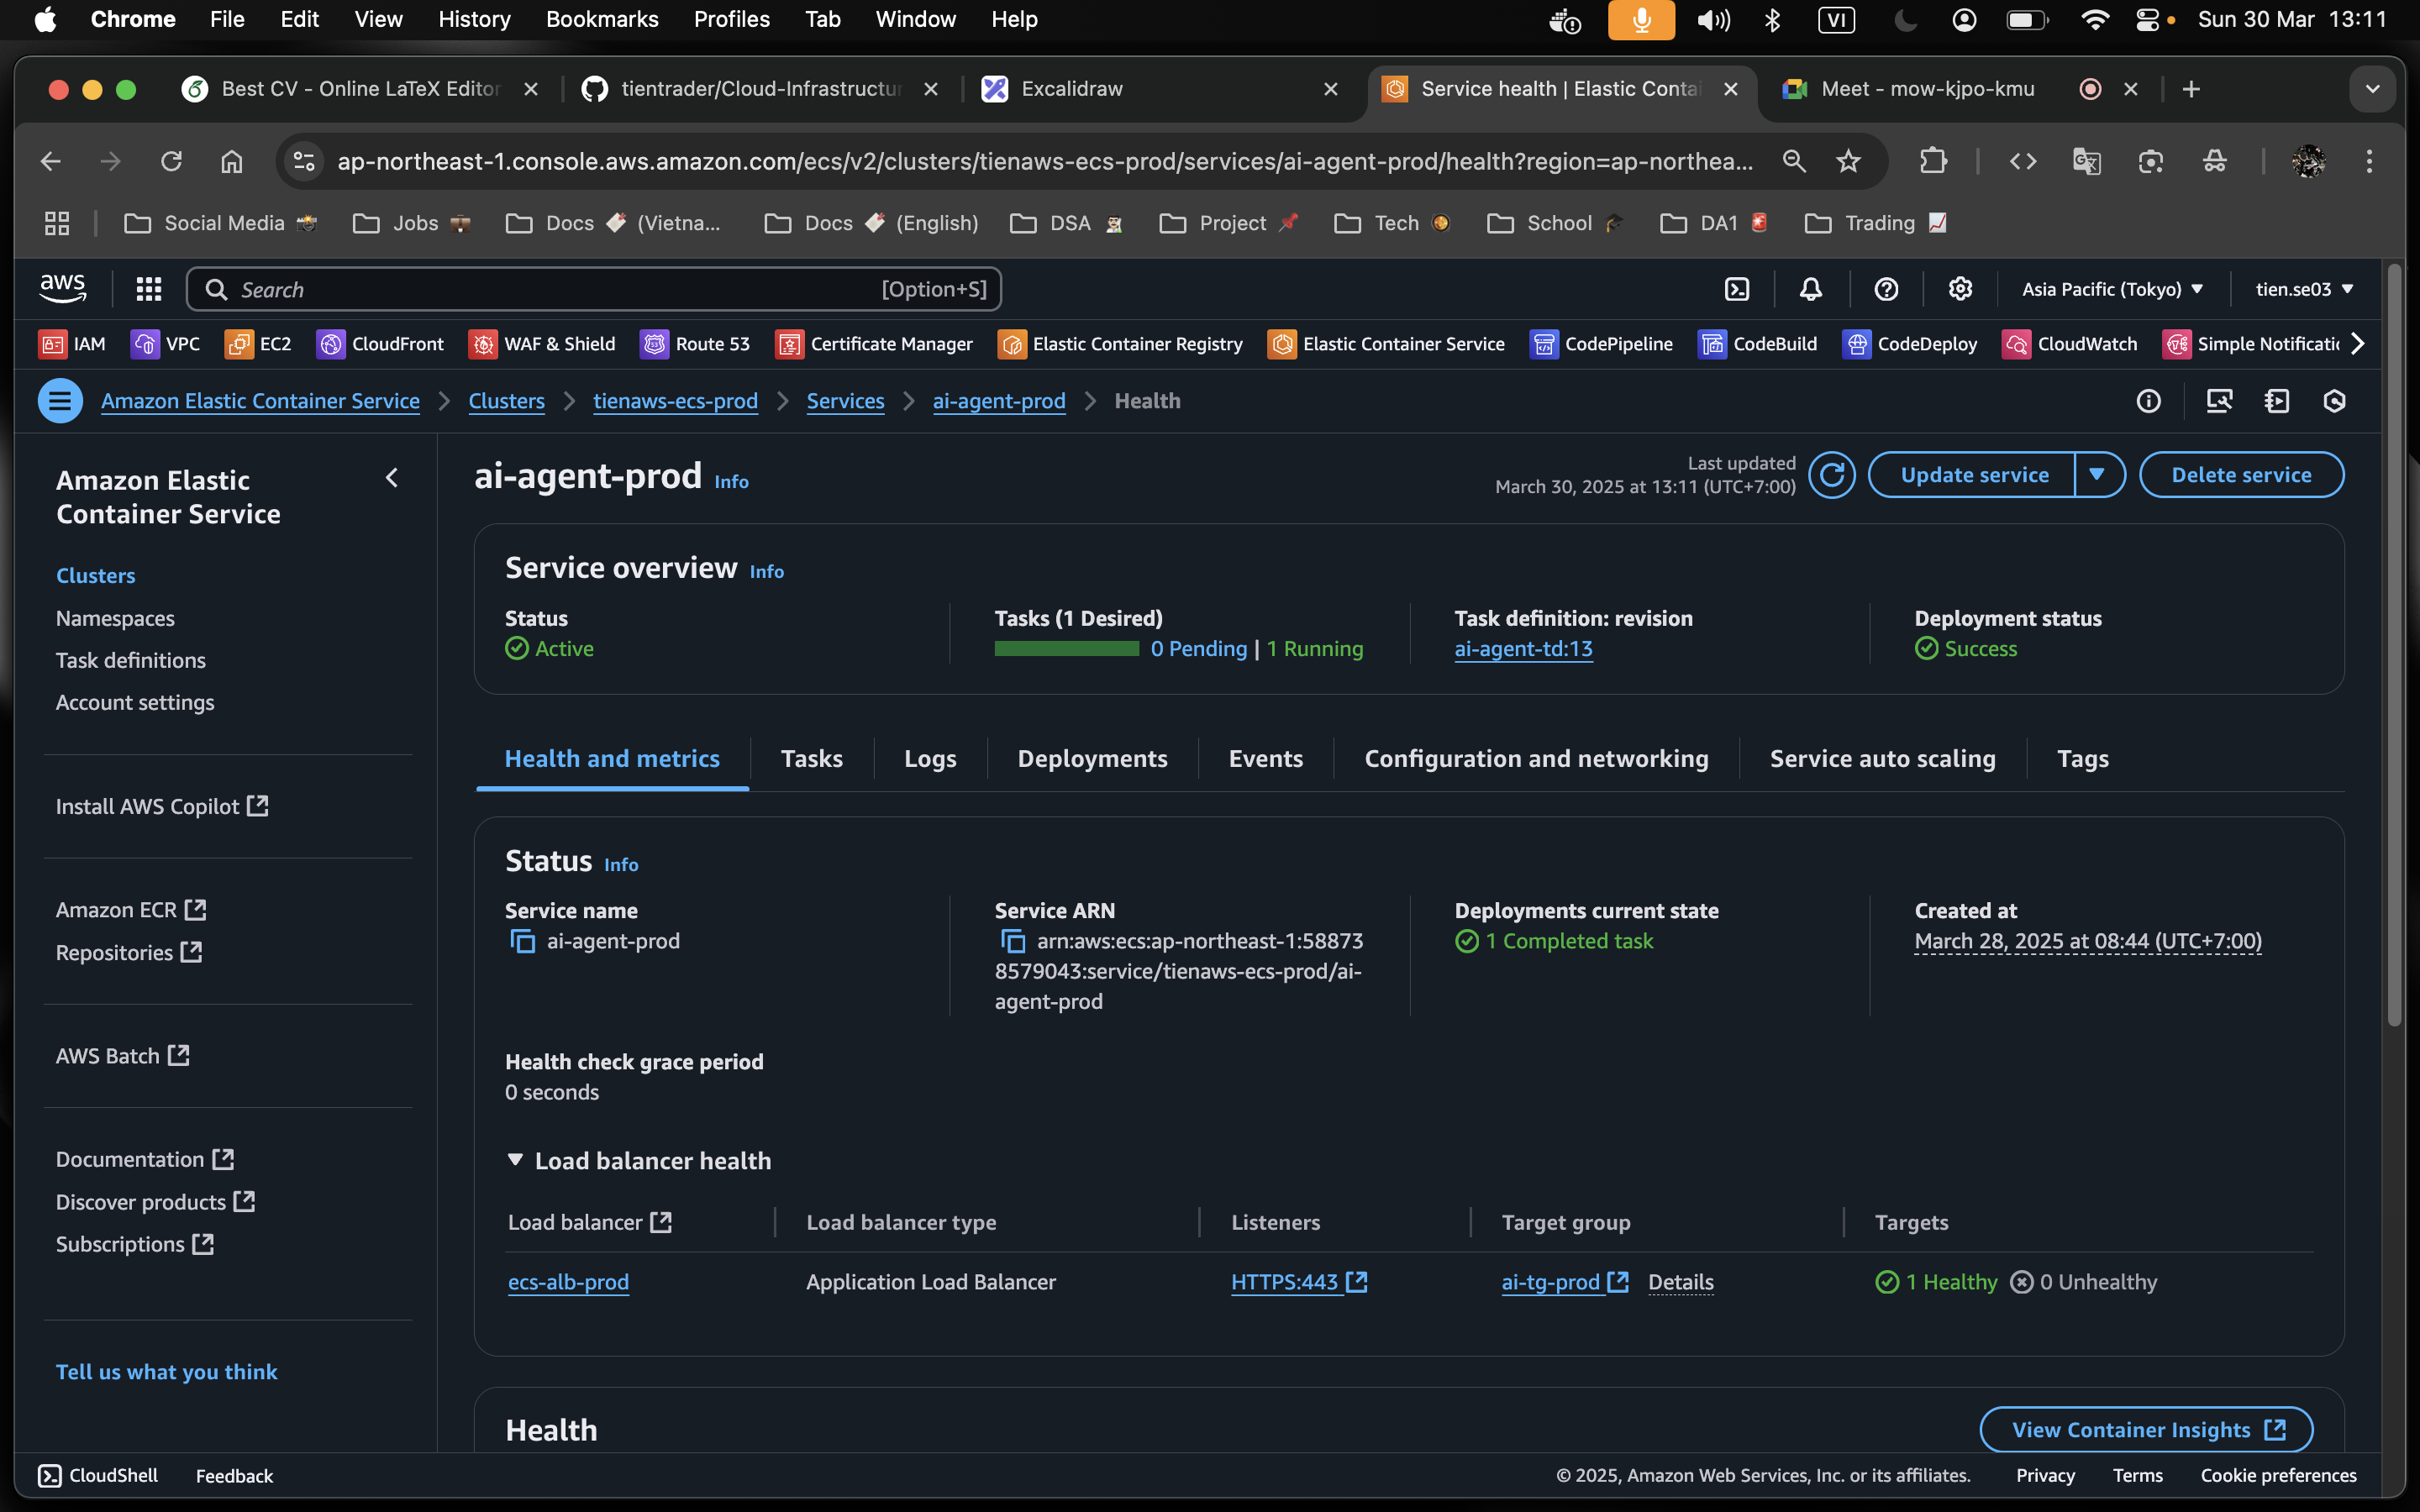 Chrome File Edit View History Bookmarks Profiles Tab Window Help VI Sun 30 Mar 13:11
Best CV - Online LaTeX Editor tientrader/Cloud-Infrastructur Excalidraw Service health | Elastic Contai Meet - mow-kjpo-kmu
ap-northeast-1.console.aws.amazon.com/ecs/v2/clusters/tienaws-ecs-prod/services/ai-agent-prod/health?region=ap-northea...
Social Media Jobs Docs (Vietna... Docs (English) DSA Project Tech School DA1 Trading
aws Search [Option+S] Asia Pacific (Tokyo) tien.se03
IAM VPC EC2 CloudFront WAF & Shield Route 53 Certificate Manager Elastic Container Registry Elastic Container Service CodePipeline CodeBuild CodeDeploy CloudWatch Simple Notificatic
Amazon Elastic Container Service Clusters tienaws-ecs-prod Services ai-agent-prod Health
Amazon Elastic
Container Service
Clusters
Namespaces
Task definitions
Account settings
Install AWS Copilot
Amazon ECR
Repositories
AWS Batch
Documentation
Discover products
Subscriptions
Tell us what you think
ai-agent-prod Info
Last updated
March 30, 2025 at 13:11 (UTC+7:00)
Update service
Delete service
Service overview Info
Status
Active
Tasks (1 Desired)
0 Pending | 1 Running
Task definition: revision
ai-agent-td:13
Deployment status
Success
Health and metrics Tasks Logs Deployments Events Configuration and networking Service auto scaling Tags
Status Info
Service name
ai-agent-prod
Service ARN
arn:aws:ecs:ap-northeast-1:58873
8579043:service/tienaws-ecs-prod/ai-
agent-prod
Deployments current state
1 Completed task
Created at
March 28, 2025 at 08:44 (UTC+7:00)
Health check grace period
0 seconds
Load balancer health
Load balancer Load balancer type Listeners Target group Targets
ecs-alb-prod Application Load Balancer HTTPS:443 ai-tg-prod Details 1 Healthy 0 Unhealthy
Health
View Container Insights
CloudShell Feedback © 2025, Amazon Web Services, Inc. or its affiliates. Privacy Terms Cookie preferences